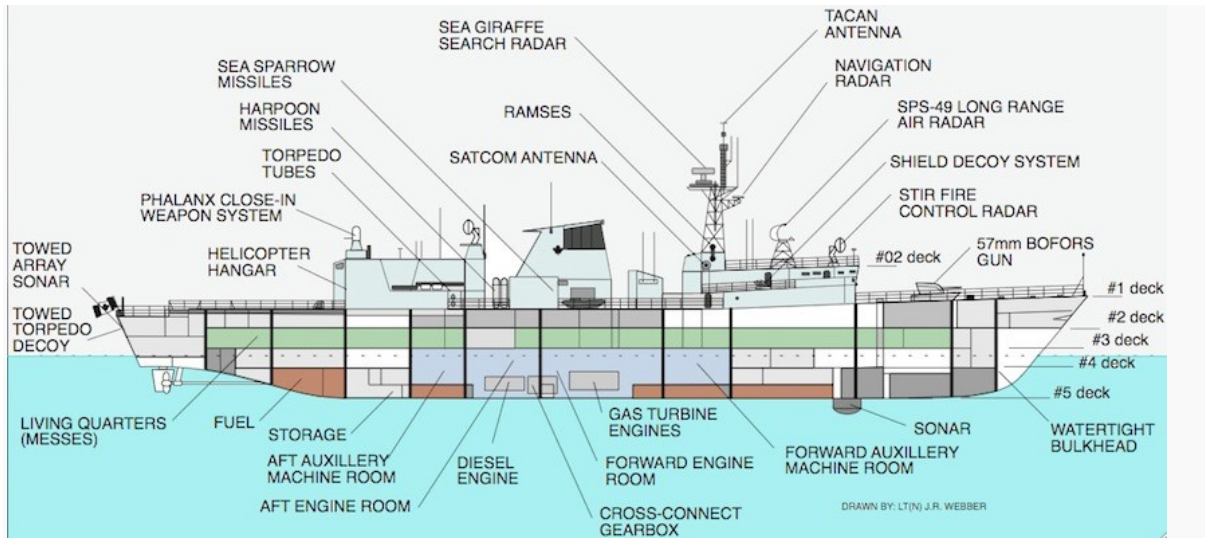 SEA GIRAFFE
SEARCH RADAR
TACAN
ANTENNA
SEA SPARROW
MISSILES
NAVIGATION
RADAR
HARPOON
MISSILES
RAMSES
SPS-49 LONG RANGE
AIR RADAR
TORPEDO
TUBES
SATCOM ANTENNA
SHIELD DECOY SYSTEM
PHALANX CLOSE-IN
WEAPON SYSTEM
STIR FIRE
CONTROL RADAR
TOWED
ARRAY
SONAR
HELICOPTER
HANGAR
#02 deck
57mm BOFORS
GUN
#1 deck
TOWED
TORPEDO
DECOY
#2 deck
#3 deck
#4 deck
#5 deck
LIVING QUARTERS
(MESSES)
FUEL
STORAGE
AFT AUXILLERY
MACHINE ROOM
AFT ENGINE ROOM
DIESEL
ENGINE
CROSS-CONNECT
GEARBOX
FORWARD ENGINE
ROOM
GAS TURBINE
ENGINES
FORWARD AUXILLERY
MACHINE ROOM
SONAR
WATERTIGHT
BULKHEAD
DRAWN BY: LT(N) J.R. WEBBER